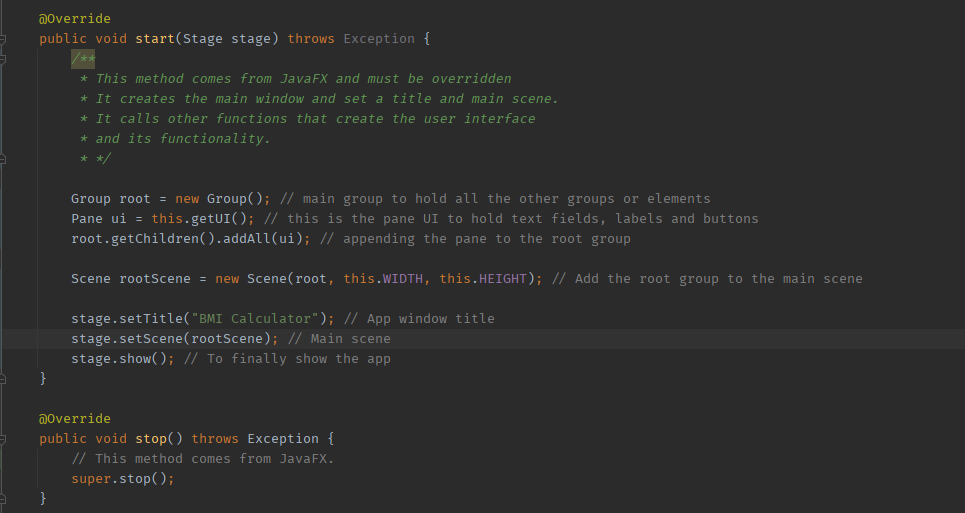 @Override
public void start(Stage stage) throws Exception {
/**
* This method comes from JavaFX and must be overridden
* It creates the main window and set a title and main scene.
* It calls other functions that create the user interface
* and its functionality.
* */
Group root = new Group(); // main group to hold all the other groups or elements
Pane ui = this.getUI(); // this is the pane UI to hold text fields, labels and buttons
root.getChildren().addAll(ui); // appending the pane to the root group
Scene rootScene = new Scene(root, this.WIDTH, this.HEIGHT); // Add the root group to the main scene
stage.setTitle("BMI Calculator"); // App window title
stage.setScene(rootScene); // Main scene
stage.show(); // To finally show the app
}
@Override
public void stop() throws Exception {
// This method comes from JavaFX.
super.stop();
}